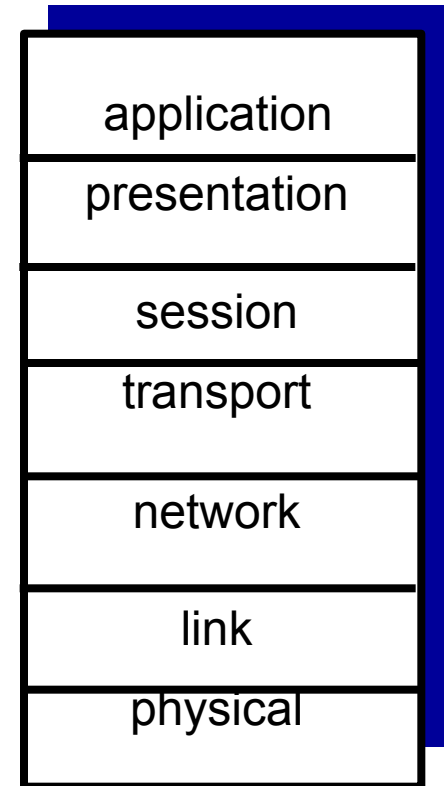 application
presentation
session
transport
network
link
physical